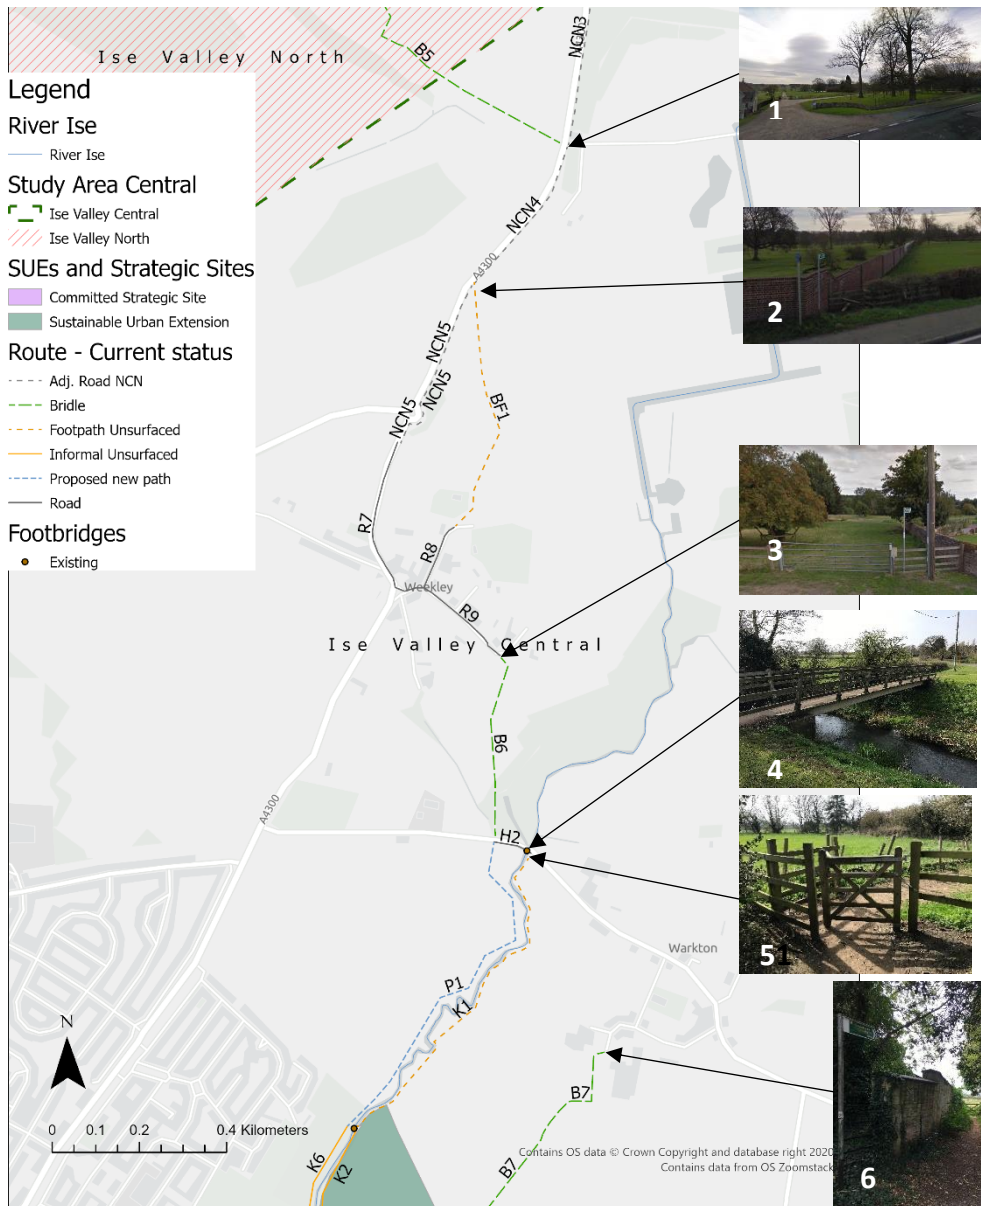 Ise Valley North
Legend
River Ise
River Ise
Study Area Central
Ise Valley Central
Ise Valley North
SUEs and Strategic Sites
Committed Strategic Site
Sustainable Urban Extension
Route - Current status
Adj. Road NCN
Bridle
Footpath Unsurfaced
Informal Unsurfaced
Proposed new path
Road
Footbridges
Existing
B5
NCN3
1
NCN4
A4300
2
NCN5
NCN5
NCN5
BF1
R7
R8
3
Weekley
R9
Ise Valley Central
B6
4
A4300
H2
51
Warkton
P1
K1
N
0 0.1 0.2 0.4 Kilometers
B7
K6
K2
B7
6
Contains OS data © Crown Copyright and database right 2020
Contains data from OS Zoomstack